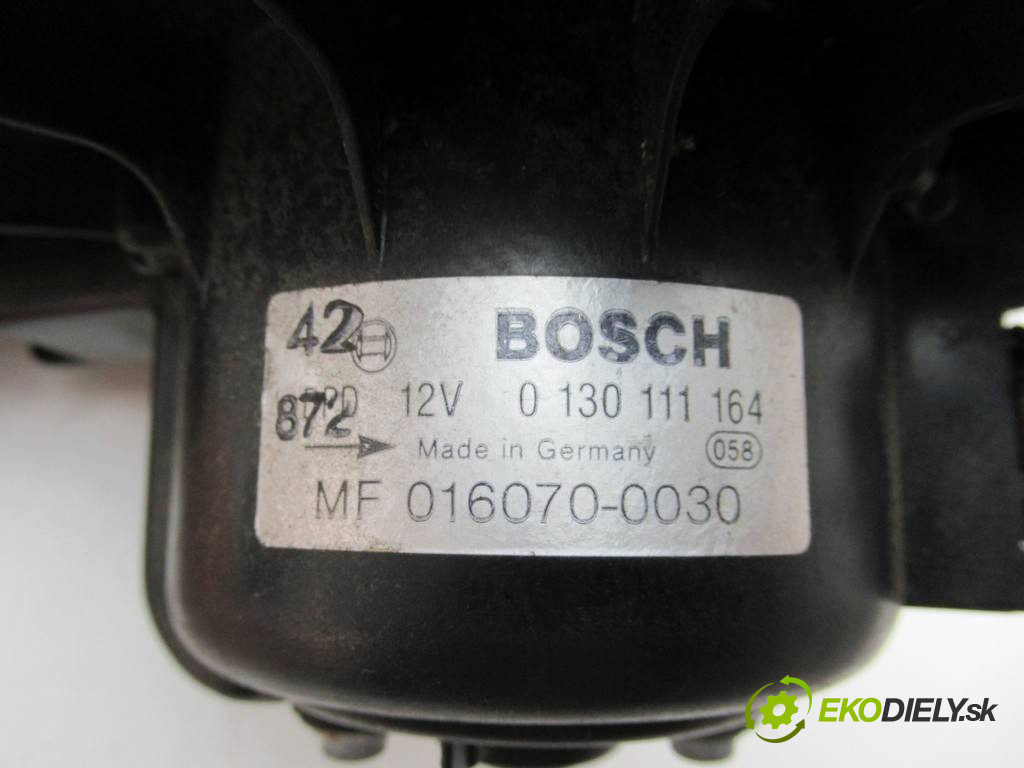 42 BOSCH
872 12V 0 130 111 164
Made in Germany 058
MF 016070-0030
EKODIELY.sk